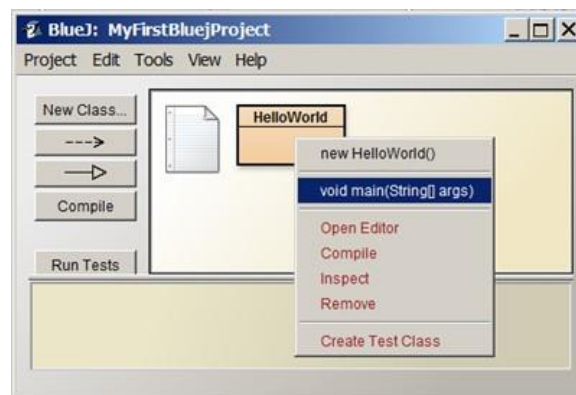 BlueJ: MyFirstBluejProject
Project Edit Tools View Help
New Class...
Compile
Run Tests
HelloWorld
new HelloWorld()
void main(String[] args)
Open Editor
Compile
Inspect
Remove
Create Test Class